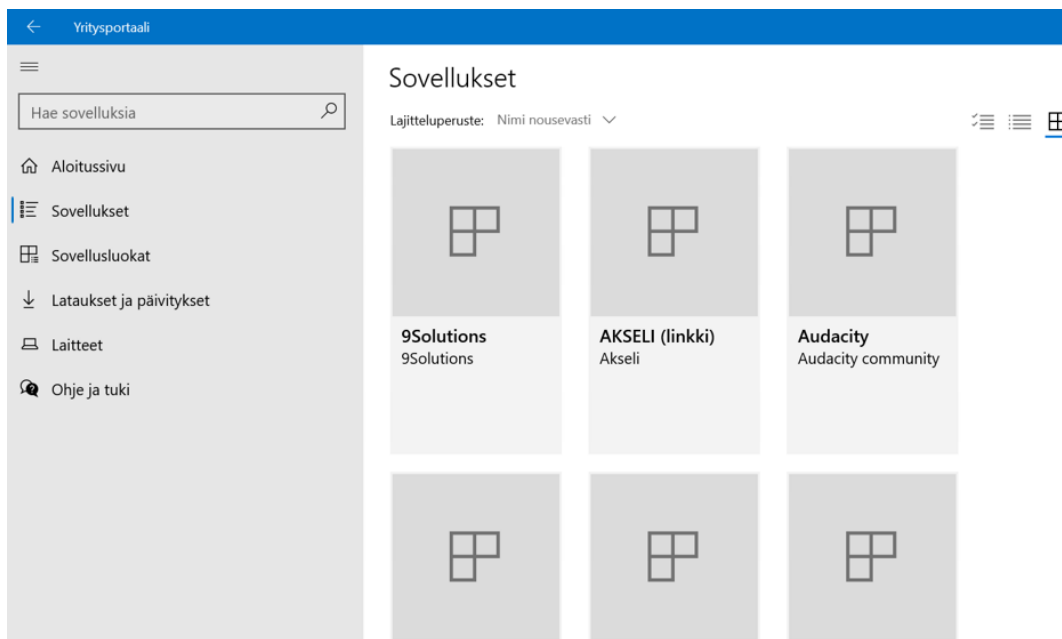 Yritysportaali
Hae sovelluksia
Aloitussivu
Sovellukset
Sovellusluokat
Lataukset ja päivitykset
Laitteet
Ohje ja tuki
Sovellukset
Lajitteluperuste: Nimi nousevasti
9Solutions
9Solutions
AKSELI (linkki)
Akseli
Audacity
Audacity community